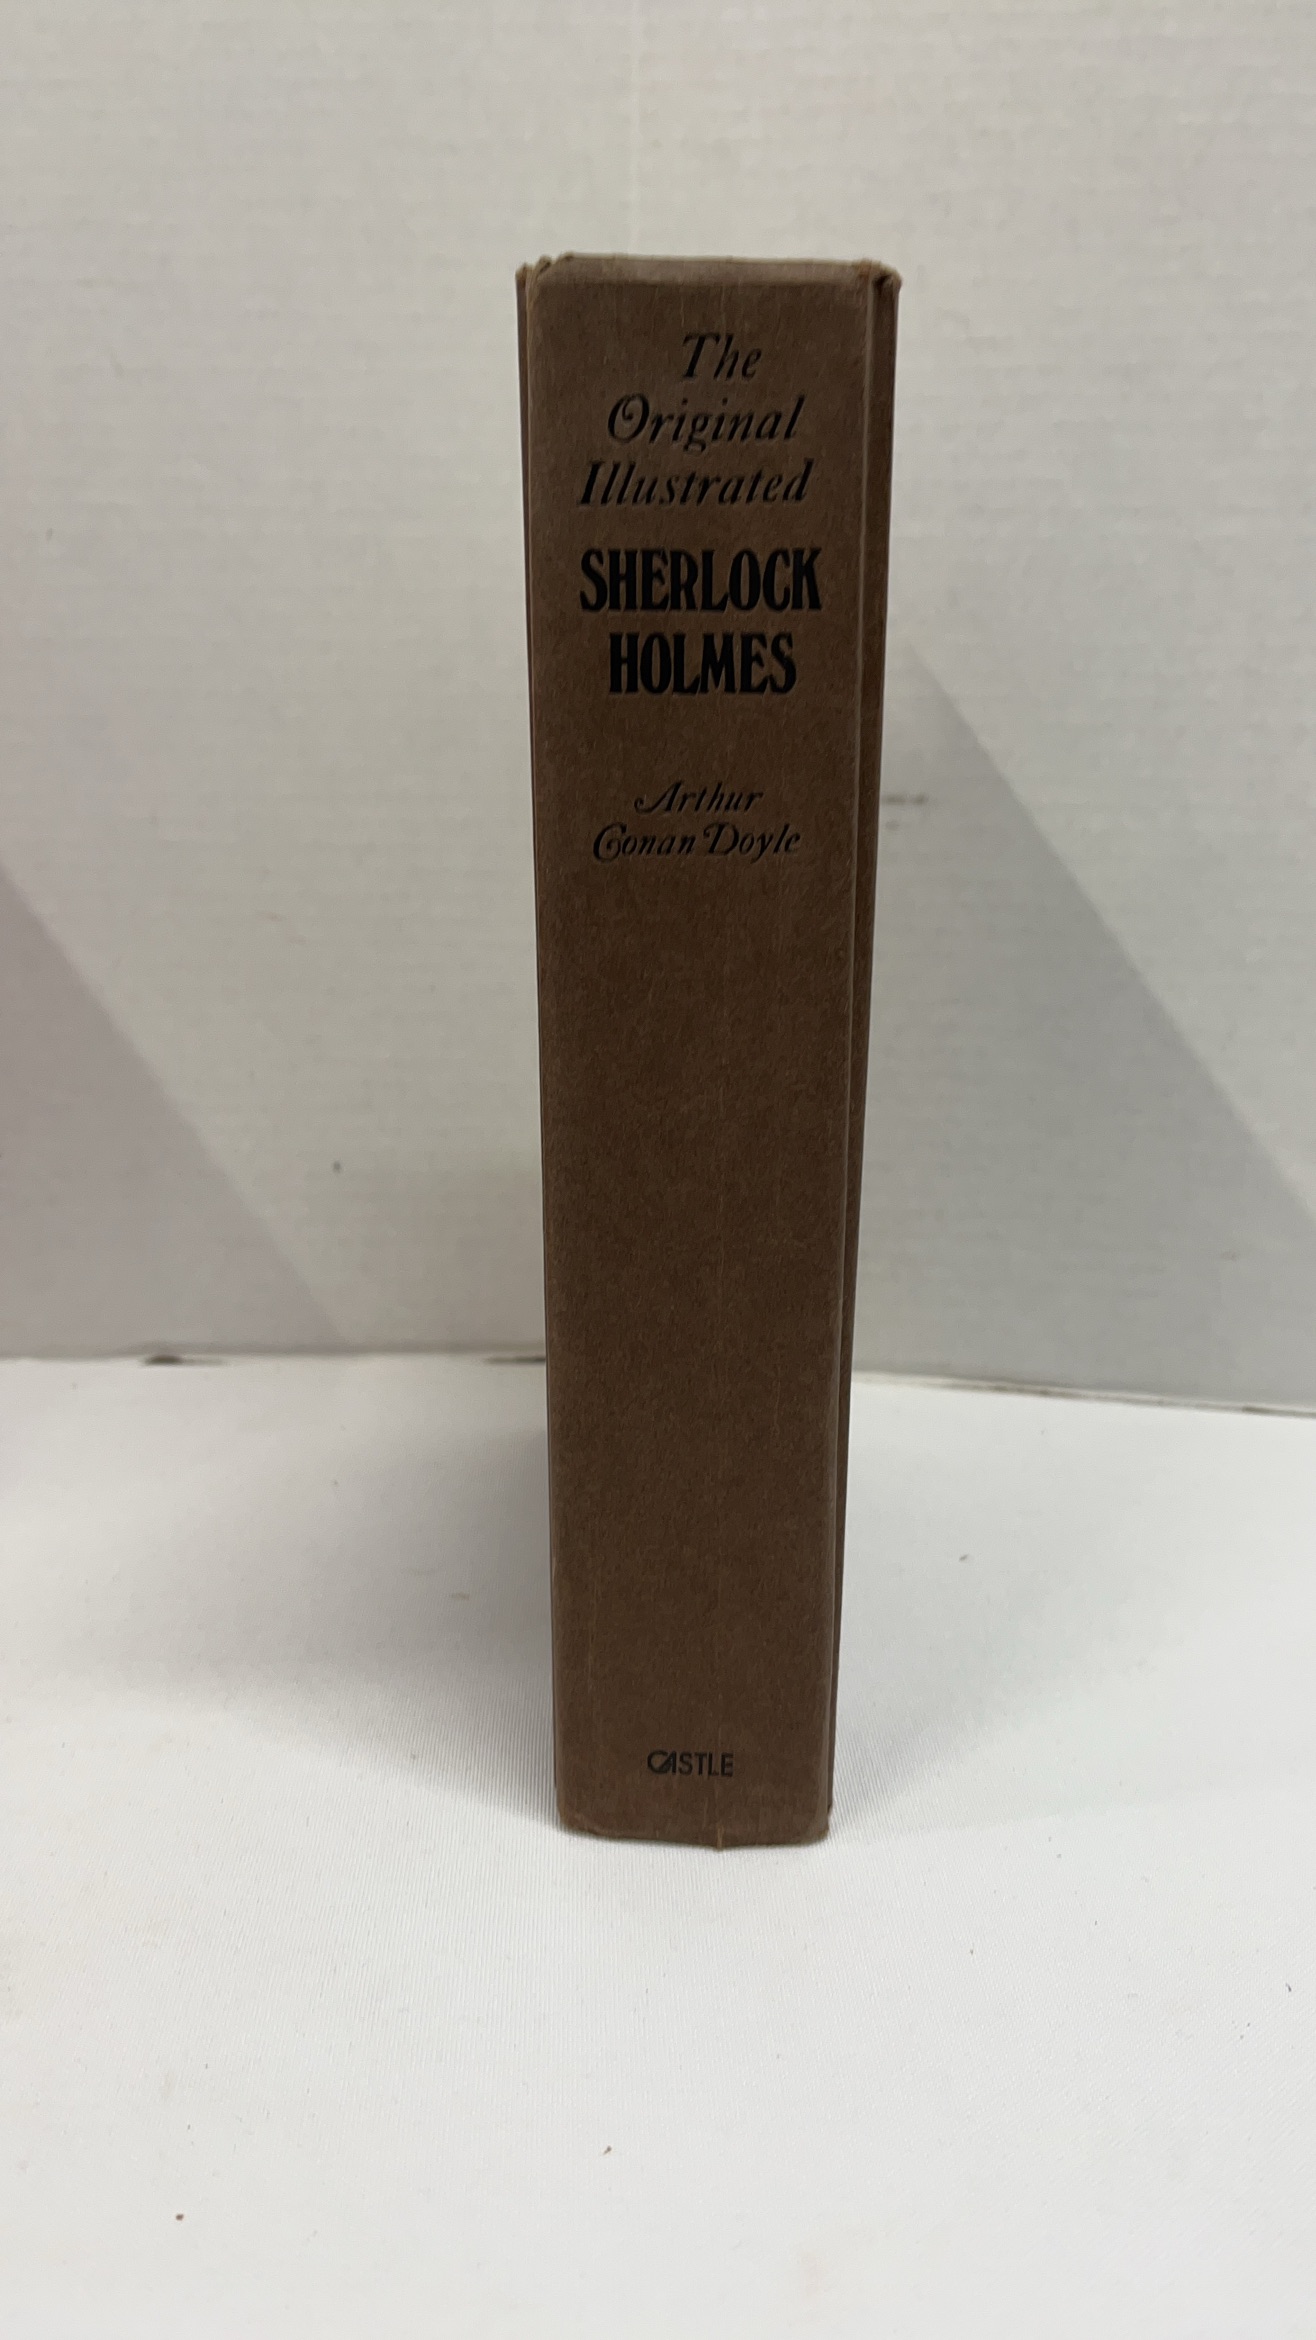 The
Original
Illustrated
SHERLOCK
HOLMES
Arthur
Conan Doyle
CASTLE